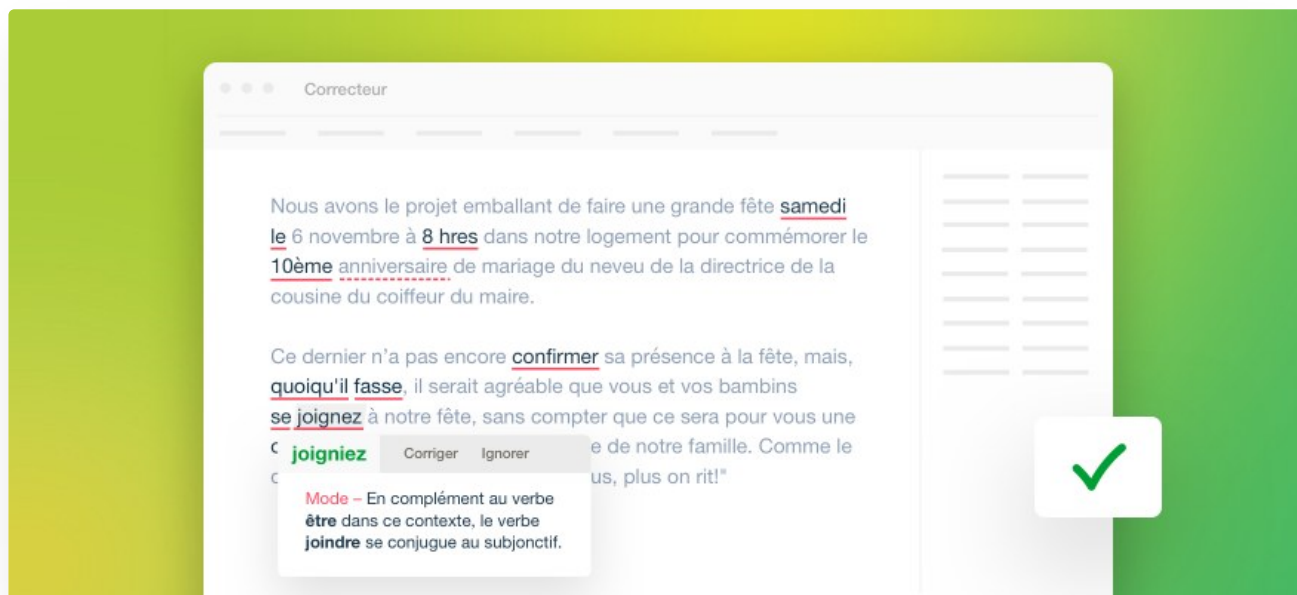 Correcteur
Nous avons le projet emballant de faire une grande fête samedi
le 6 novembre à 8 hres dans notre logement pour commémorer le
10ème anniversaire de mariage du neveu de la directrice de la
cousine du coiffeur du maire.
Ce dernier n’a pas encore confirmer sa présence à la fête, mais,
quoiqu'il fasse, il serait agréable que vous et vos bambins
se joignez à notre fête, sans compter que ce sera pour vous une
e de notre famille. Comme le
us, plus on rit!"
joigniez Corriger Ignorer
Mode – En complément au verbe
être dans ce contexte, le verbe
joindre se conjugue au subjonctif.